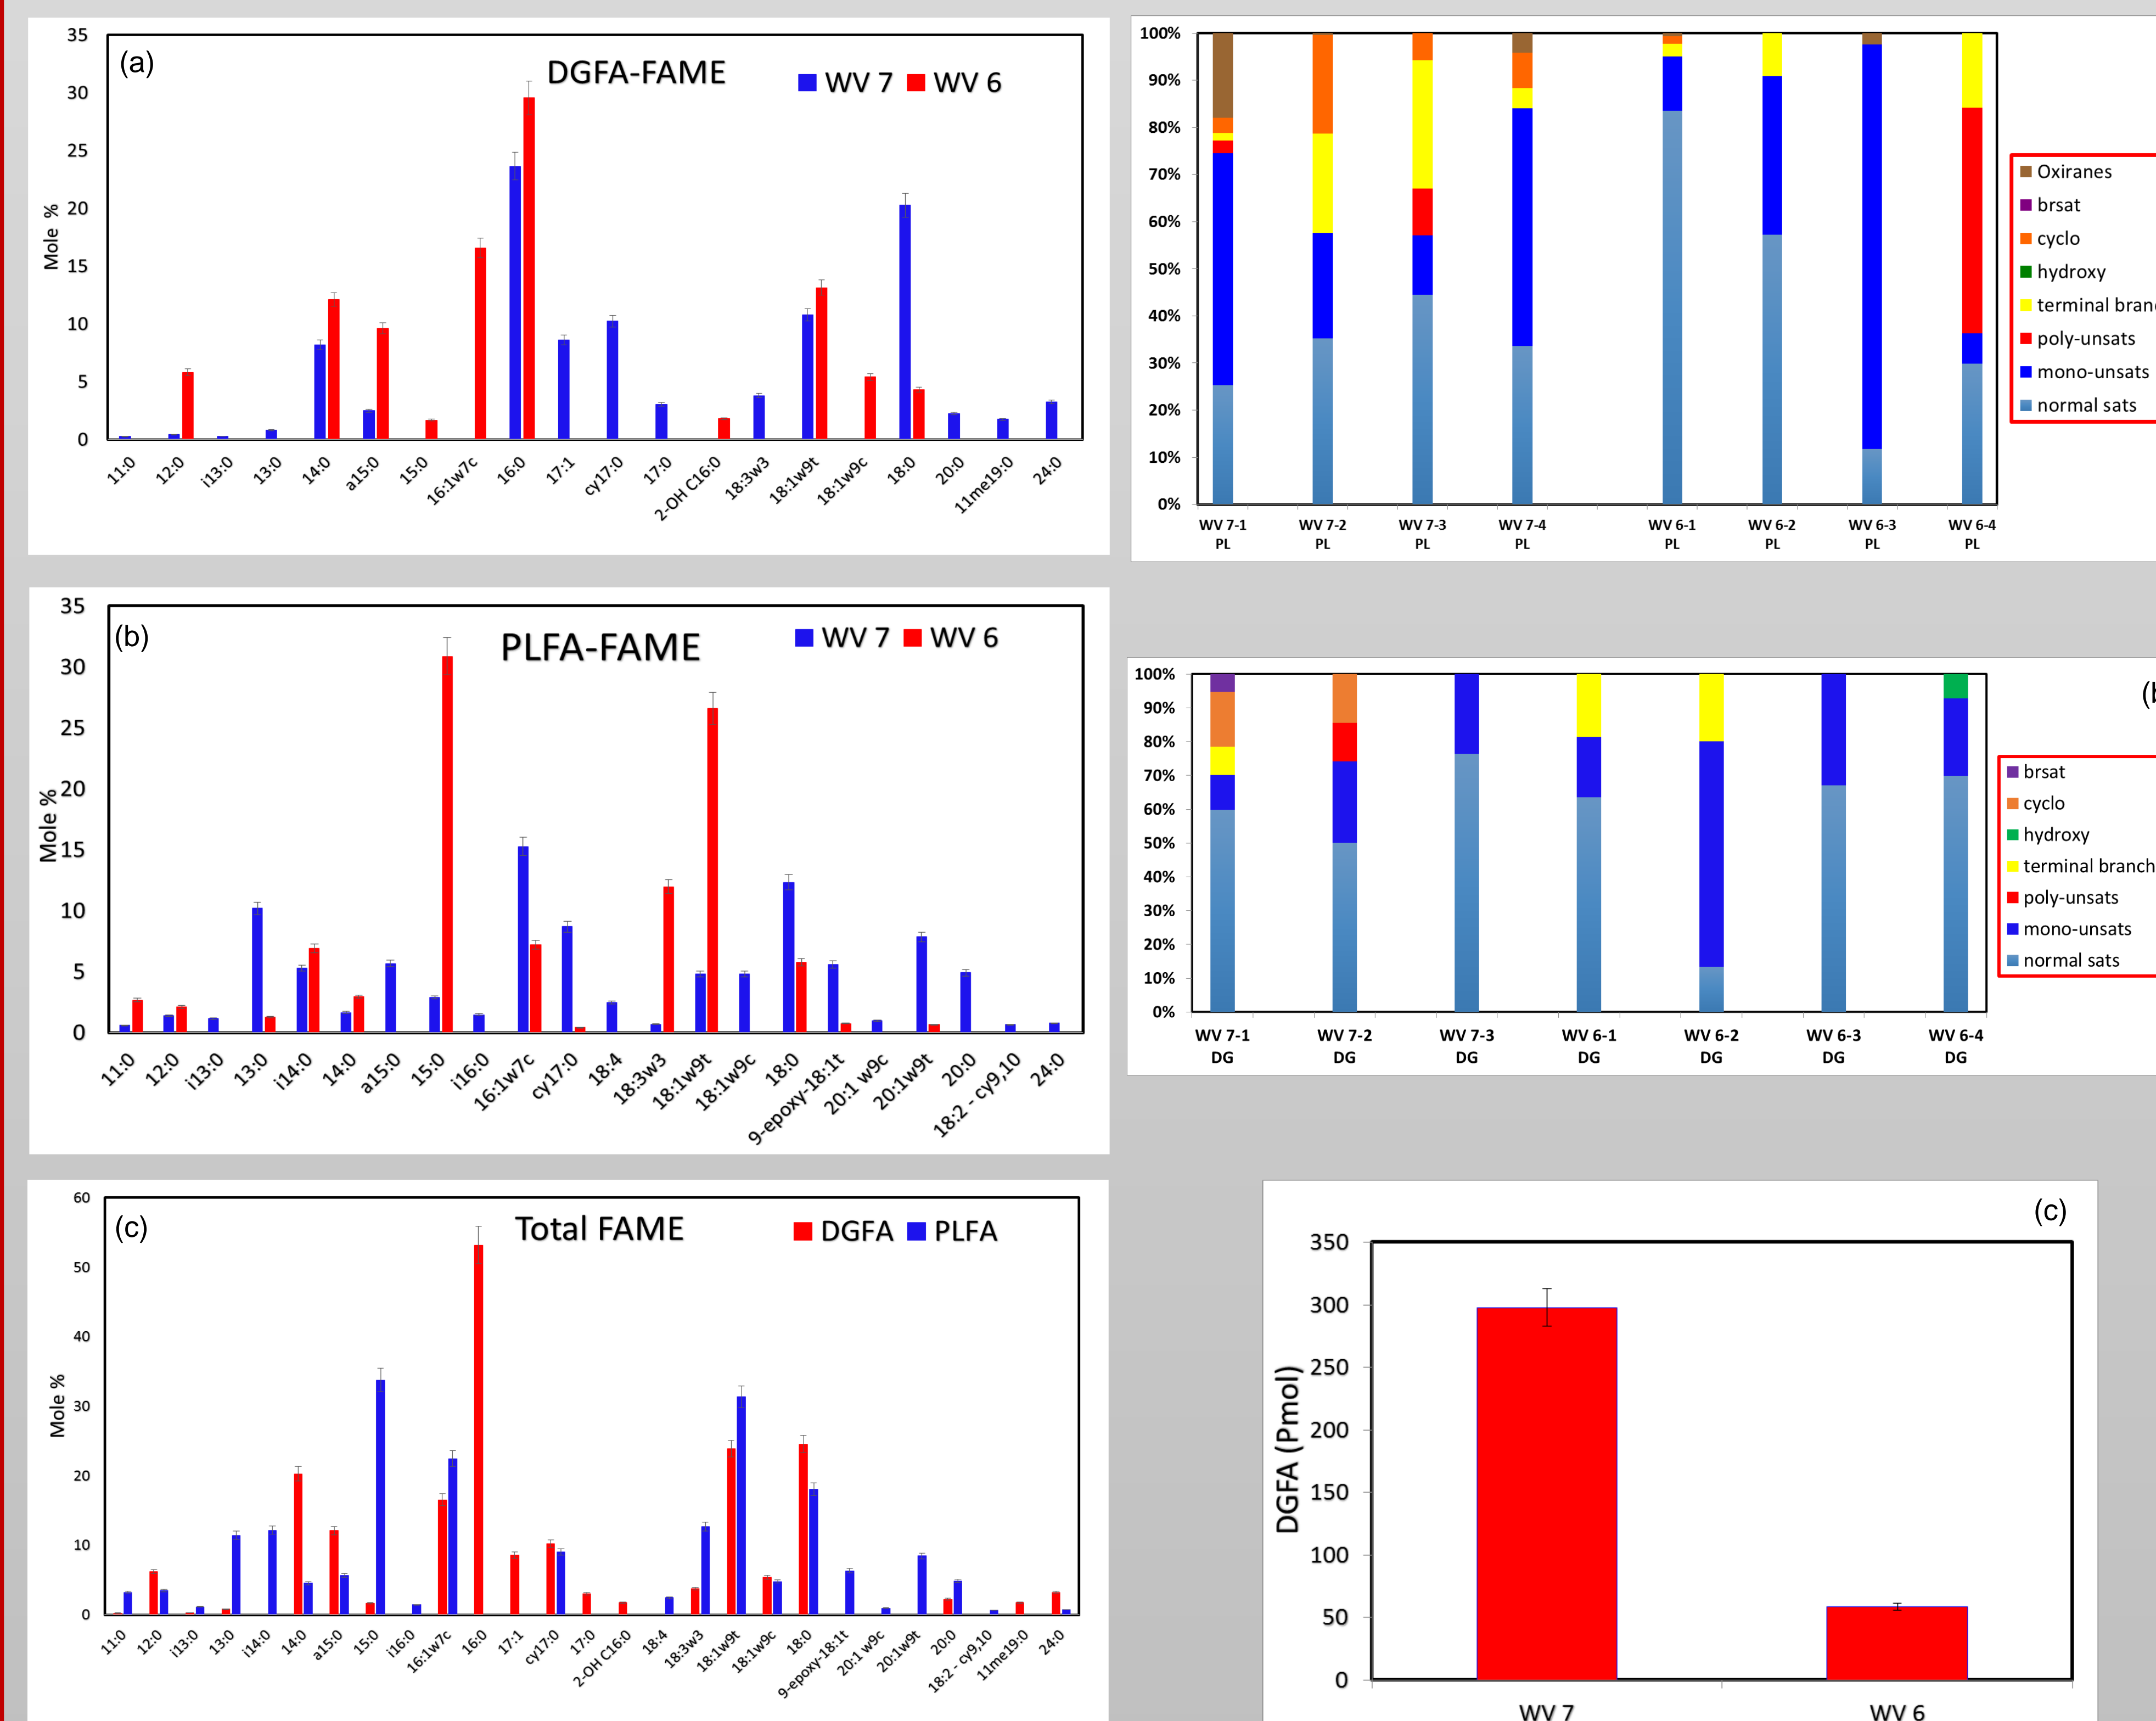 (a)
DGFA-FAME
WV 7 WV 6
Mole %
35
30
25
20
15
10
5
0
11:0 12:0 i13:0 13:0 14:0 a15:0 15:0 16:1w7c 16:0 17:1 cy17:0 17:0 2-OH C16:0 18:3w3 18:1w9t 18:1w9c 18:0 20:0 11me19:0 24:0
100%
90%
80%
70%
60%
50%
40%
30%
20%
10%
0%
WV 7-1 WV 7-2 WV 7-3 WV 7-4 WV 6-1 WV 6-2 WV 6-3 WV 6-4
PL PL PL PL PL PL PL PL
Oxiranes
brsat
cyclo
hydroxy
terminal
poly-unsats
mono-unsats
normal sats
(b)
PLFA-FAME
WV 7 WV 6
Mole %
35
30
25
20
15
10
5
0
11:0 12:0 i13:0 13:0 i14:0 14:0 a15:0 15:0 i16:0 16:1w7c cy17:0 18:4 18:3w3 18:1w9t 18:1w9c 18:0 9-epoxy-18:1t 20:1 w9c 20:1w9t 20:0 18:2 - cy9,10 24:0
100%
90%
80%
70%
60%
50%
40%
30%
20%
10%
0%
WV 7-1 WV 7-2 WV 7-3 WV 6-1 WV 6-2 WV 6-3 WV 6-4
DG DG DG DG DG DG DG
brsat
cyclo
hydroxy
terminal branch
poly-unsats
mono-unsats
normal sats
(c)
Total FAME
DGFA PLFA
Mole %
60
50
40
30
20
10
0
11:0 12:0 i13:0 13:0 i14:0 14:0 a15:0 15:0 i16:0 16:1w7c 16:0 17:1 cy17:0 17:0 2-OH C16:0 18:4 18:3w3 18:1w9t 18:1w9c 18:0 9-epoxy-18:1t 20:1 w9c 20:1w9t 20:0 18:2 - cy9,10 11me19:0 24:0
(c)
DGFA (Pmol)
350
300
250
200
150
100
50
0
WV 7 WV 6